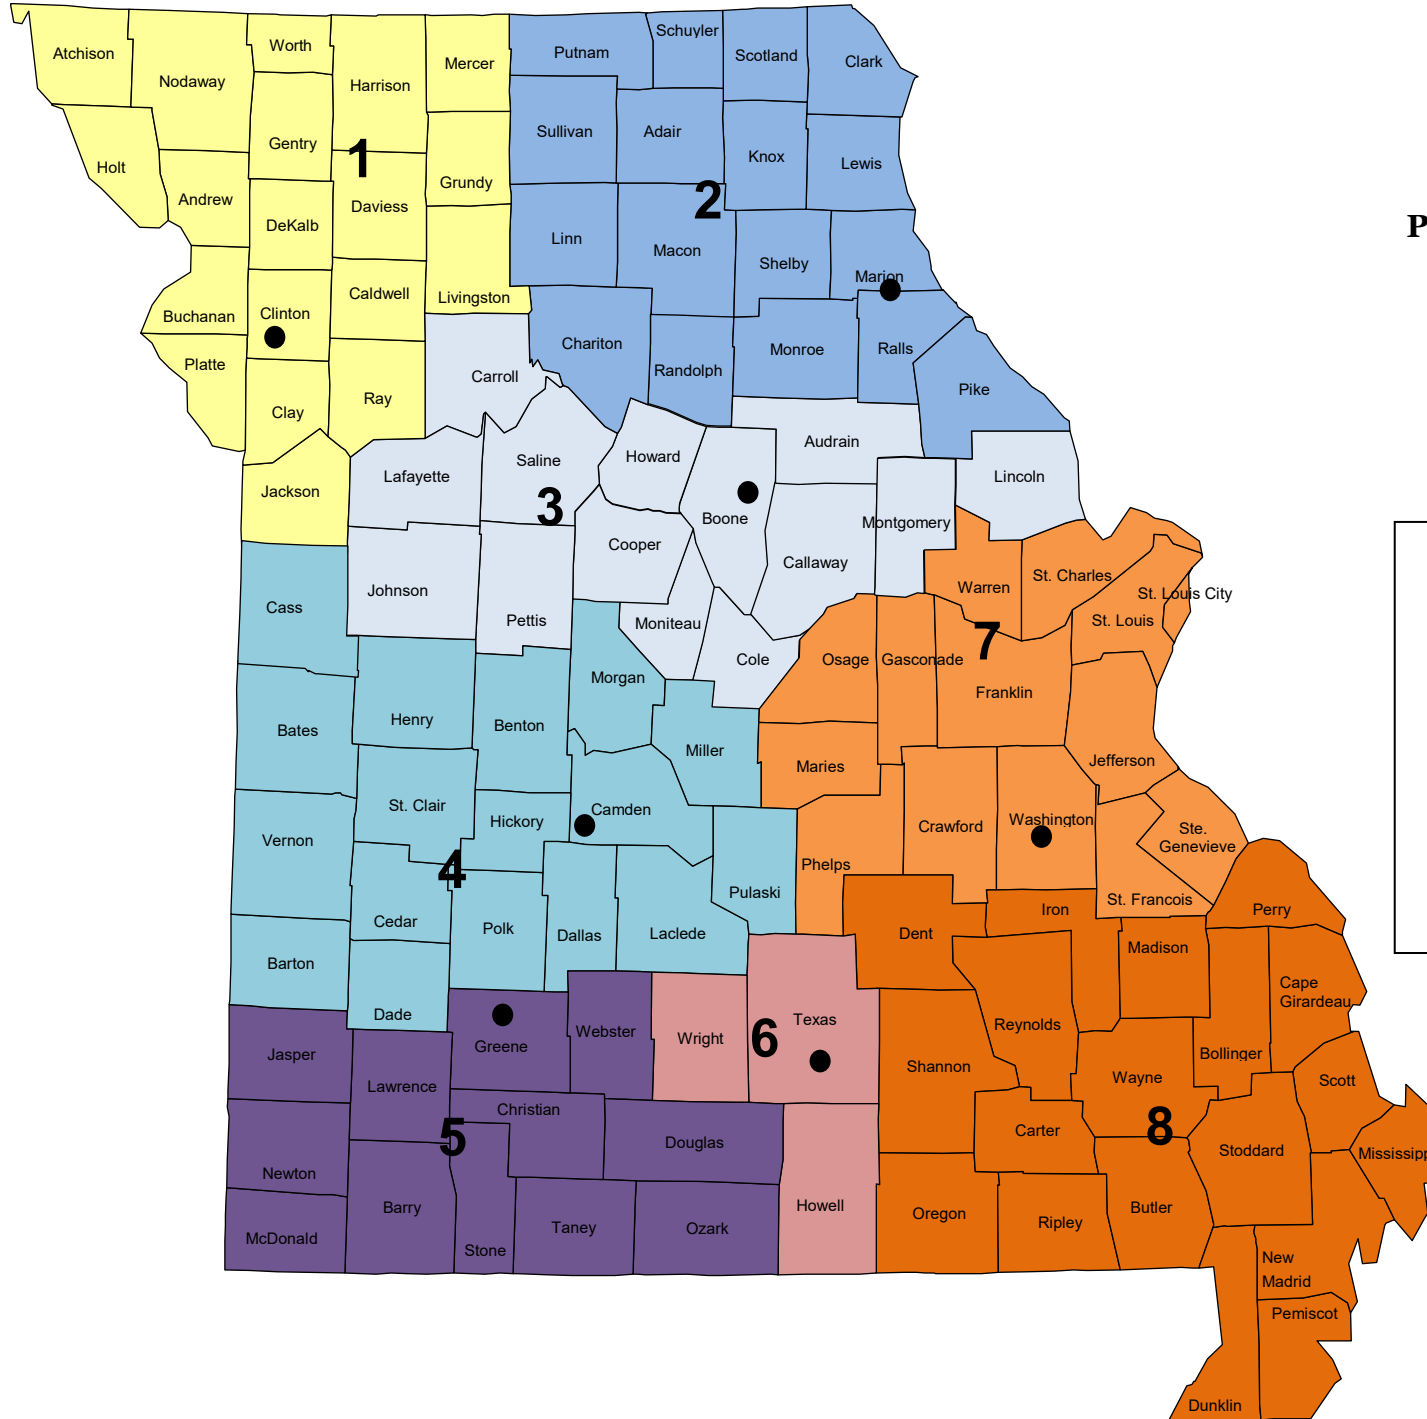 Atchison
Nodaway
Worth
Harrison
Mercer
Putnam
Schuyler
Scotland
Clark
Holt
Gentry
1
Sullivan
Adair
Knox
Lewis
Andrew
DeKalb
Daviess
Grundy
2
P
Linn
Macon
Shelby
Marion
Buchanan
Clinton
Caldwell
Livingston
Chariton
Randolph
Monroe
Ralls
Pike
Platte
Clay
Ray
Carroll
Jackson
Lafayette
Saline
3
Howard
Boone
Audrain
Montgomery
Lincoln
Cass
Johnson
Pettis
Cooper
Moniteau
Callaway
Cole
Warren
St. Charles
St. Louis City
St. Louis
Osage
Gasconade
7
Franklin
Bates
Henry
Benton
Morgan
Miller
Maries
Jefferson
Vernon
St. Clair
Hickory
Camden
4
Pulaski
Phelps
Crawford
Washington
Ste.
Genevieve
St. Francois
Perry
Barton
Cedar
Polk
Dallas
Laclede
Dent
Iron
Madison
Cape
Girardeau
Dade
Jasper
Lawrence
Greene
Webster
Wright
6
Texas
Shannon
Reynolds
Wayne
Bollinger
Scott
Christian
5
Douglas
Carter
8
Stoddard
Mississipp
Newton
McDonald
Barry
Stone
Taney
Ozark
Howell
Oregon
Ripley
Butler
New
Madrid
Pemiscot
Dunklin